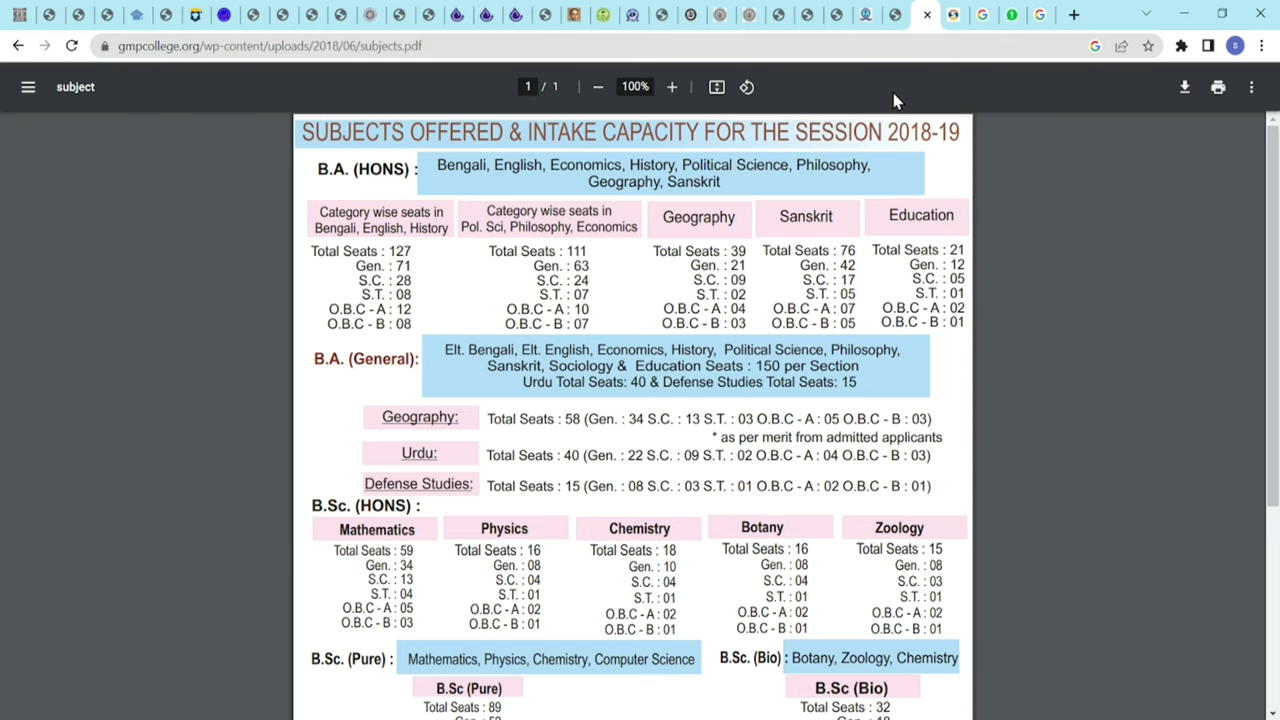 gmpcollege.org/wp-content/uploads/2018/06/subjects.pdf
S
subject
1 / 1
100%
SUBJECTS OFFERED & INTAKE CAPACITY FOR THE SESSION 2018-19
B.A. (HONS) :
Bengali, English, Economics, History, Political Science, Philosophy,
Geography, Sanskrit
Category wise seats in
Bengali, English, History
Total Seats : 127
Gen. : 71
S.C. : 28
S.T. : 08
O.B.C - A : 12
O.B.C - B : 08
Category wise seats in
Pol. Sci, Philosophy, Economics
Total Seats : 111
Gen. : 63
S.C. : 24
S.T. : 07
O.B.C - A : 10
O.B.C - B : 07
Geography
Total Seats : 39
Gen. : 21
S.C. : 09
S.T. : 02
O.B.C - A : 04
O.B.C - B : 03
Sanskrit
Total Seats : 76
Gen. : 42
S.C. : 17
S.T. : 05
O.B.C - A : 07
O.B.C - B : 05
Education
Total Seats : 21
Gen. : 12
S.C. : 05
S.T. : 01
O.B.C - A : 02
O.B.C - B : 01
B.A. (General):
Elt. Bengali, Elt. English, Economics, History, Political Science, Philosophy,
Sanskrit, Sociology & Education Seats : 150 per Section
Urdu Total Seats: 40 & Defense Studies Total Seats: 15
Geography: Total Seats : 58 (Gen. : 34 S.C. : 13 S.T. : 03 O.B.C - A : 05 O.B.C - B : 03)
* as per merit from admitted applicants
Urdu: Total Seats : 40 (Gen. : 22 S.C. : 09 S.T. : 02 O.B.C - A : 04 O.B.C - B : 03)
Defense Studies: Total Seats : 15 (Gen. : 08 S.C. : 03 S.T. : 01 O.B.C - A : 02 O.B.C - B : 01)
B.Sc. (HONS) :
Mathematics
Total Seats : 59
Gen. : 34
S.C. : 13
S.T. : 04
O.B.C - A : 05
O.B.C - B : 03
Physics
Total Seats : 16
Gen. : 08
S.C. : 04
S.T. : 01
O.B.C - A : 02
O.B.C - B : 01
Chemistry
Total Seats : 18
Gen. : 10
S.C. : 04
S.T. : 01
O.B.C - A : 02
O.B.C - B : 01
Botany
Total Seats : 16
Gen. : 08
S.C. : 04
S.T. : 01
O.B.C - A : 02
O.B.C - B : 01
Zoology
Total Seats : 15
Gen. : 08
S.C. : 03
S.T. : 01
O.B.C - A : 02
O.B.C - B : 01
B.Sc. (Pure) : Mathematics, Physics, Chemistry, Computer Science
B.Sc. (Bio) : Botany, Zoology, Chemistry
B.Sc (Pure)
Total Seats : 89
B.Sc (Bio)
Total Seats : 32